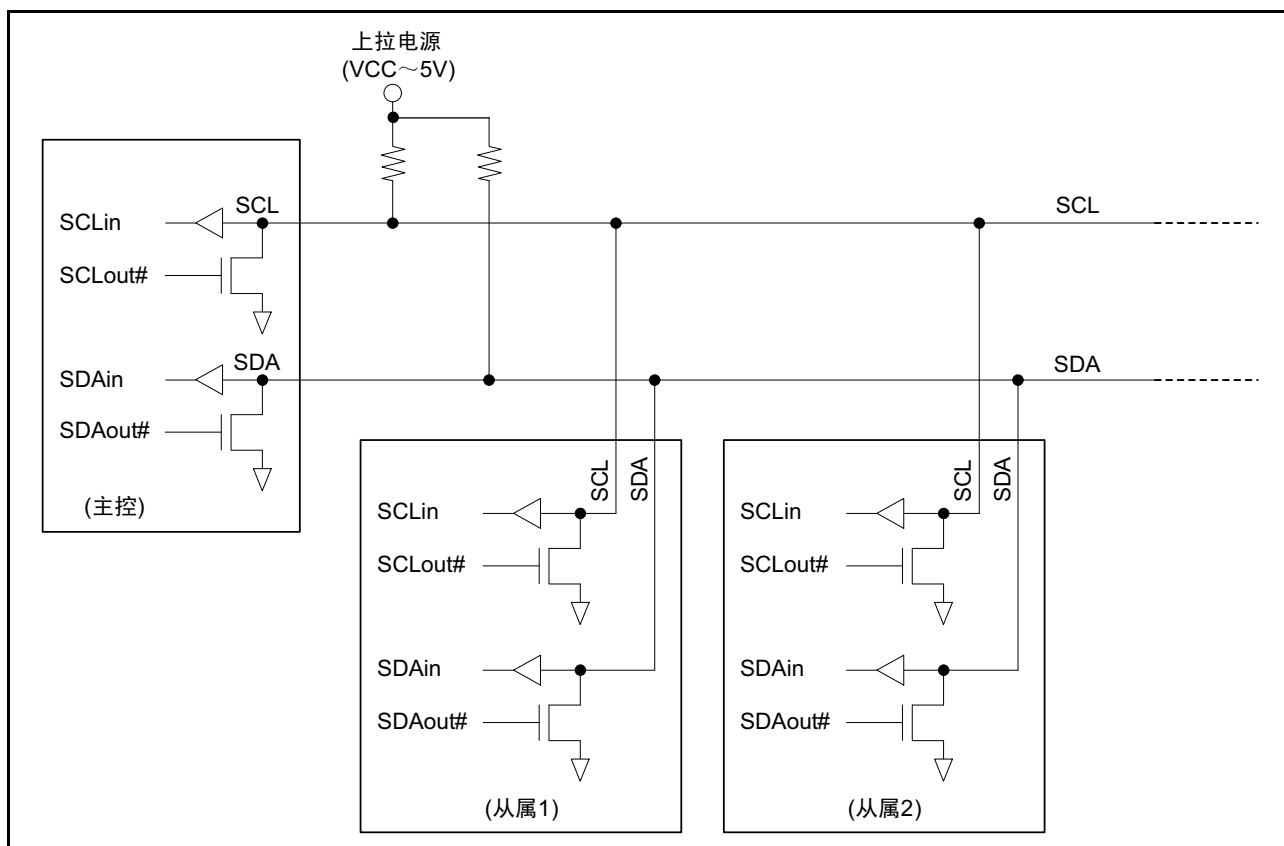 上拉电源
(VCC～5V)
SCL
SCLin
SCLout#
SDA
SDAin
SDAout#
(主控)
SCL
SDA
SCL
SDA
SCLin
SCLout#
SDAin
SDAout#
(从属1)
SCL
SDA
SCLin
SCLout#
SDAin
SDAout#
(从属2)